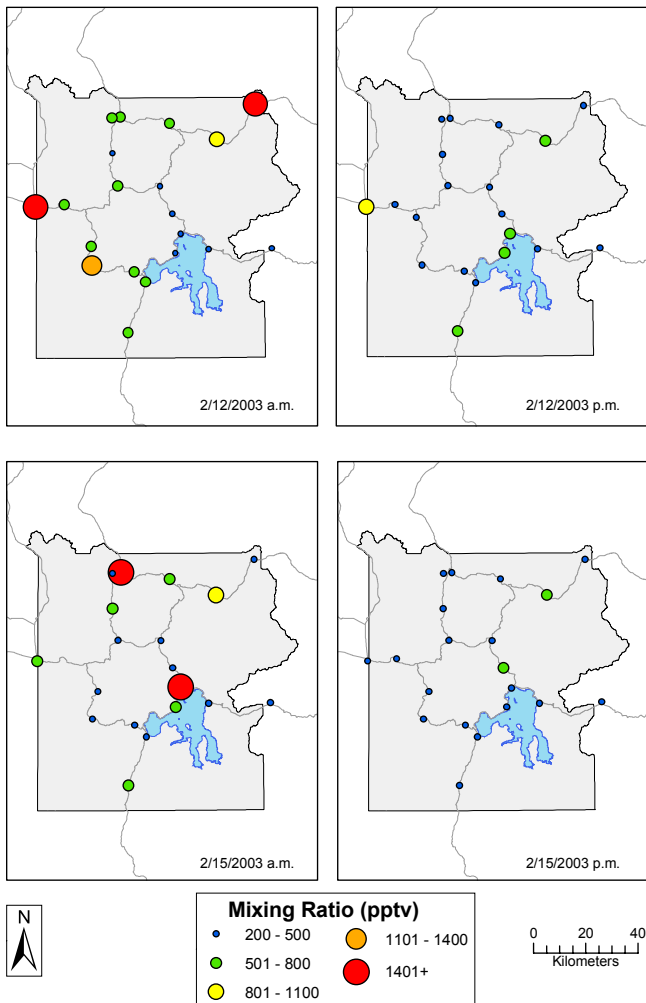 2/12/2003 a.m.
2/12/2003 p.m.
2/15/2003 a.m.
2/15/2003 p.m.
N
Mixing Ratio (pptv)
200 - 500
501 - 800
801 - 1100
1101 - 1400
1401+
0 20 40
Kilometers